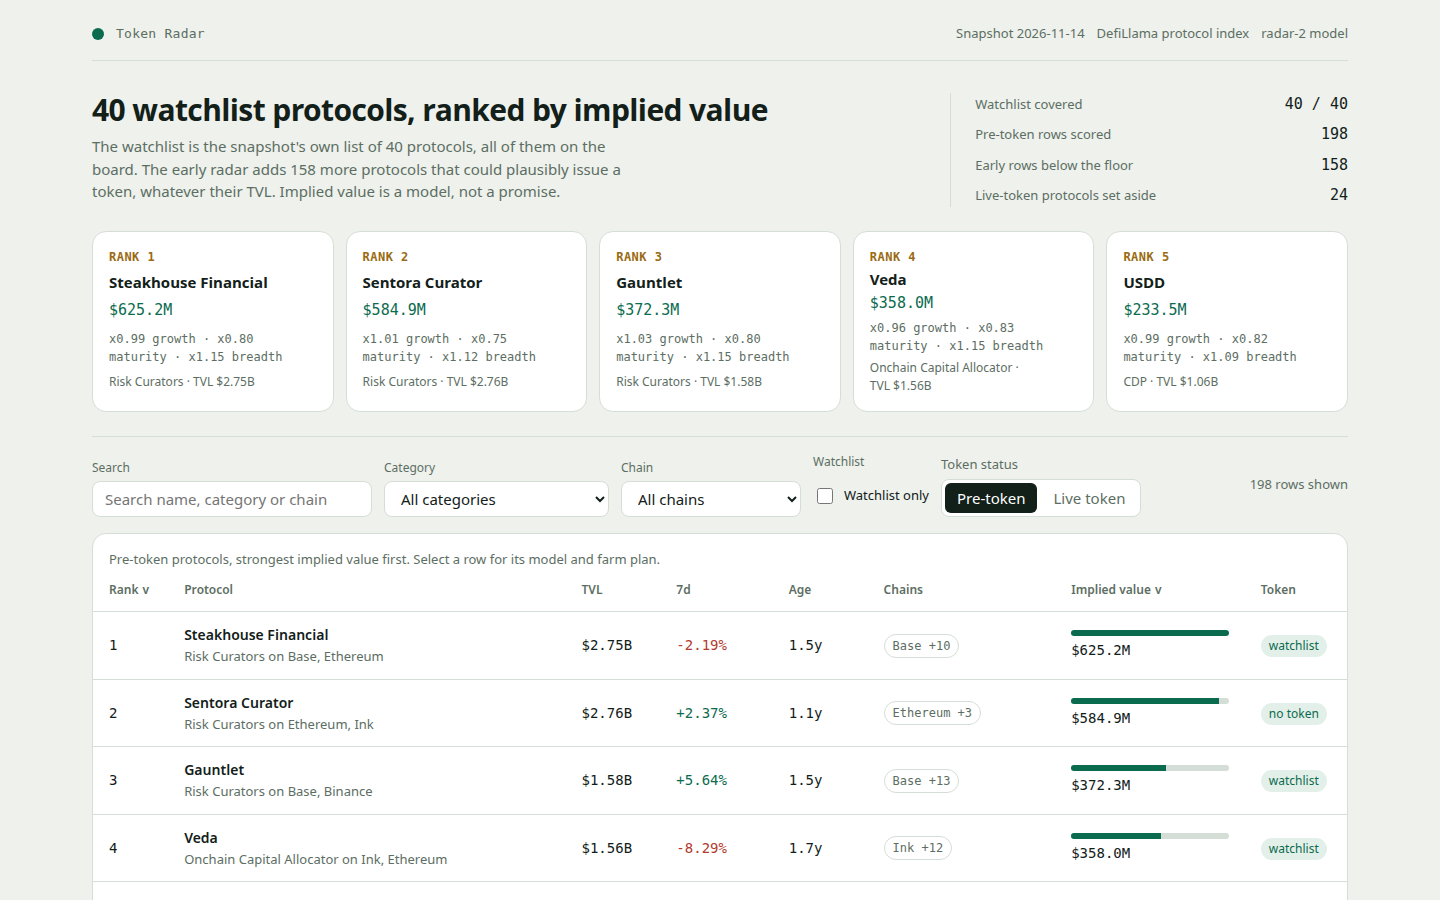 Token Radar
Snapshot 2026-11-14 DefiLlama protocol index radar-2 model
40 watchlist protocols, ranked by implied value
The watchlist is the snapshot's own list of 40 protocols, all of them on the
board. The early radar adds 158 more protocols that could plausibly issue a
token, whatever their TVL. Implied value is a model, not a promise.
Watchlist covered 40 / 40
Pre-token rows scored 198
Early rows below the floor 158
Live-token protocols set aside 24
RANK 1
Steakhouse Financial
$625.2M
x0.99 growth · x0.80
maturity · x1.15 breadth
Risk Curators · TVL $2.75B
RANK 2
Sentora Curator
$584.9M
x1.01 growth · x0.75
maturity · x1.12 breadth
Risk Curators · TVL $2.76B
RANK 3
Gauntlet
$372.3M
x1.03 growth · x0.80
maturity · x1.15 breadth
Risk Curators · TVL $1.58B
RANK 4
Veda
$358.0M
x0.96 growth · x0.83
maturity · x1.15 breadth
Onchain Capital Allocator ·
TVL $1.56B
RANK 5
USDD
$233.5M
x0.99 growth · x0.82
maturity · x1.09 breadth
CDP · TVL $1.06B
Search Category Chain Watchlist Token status
Search name, category or chain All categories All chains Watchlist only Pre-token Live token 198 rows shown
Pre-token protocols, strongest implied value first. Select a row for its model and farm plan.
Rank v Protocol TVL 7d Age Chains Implied value v Token
1 Steakhouse Financial $2.75B -2.19% 1.5y Base +10 $625.2M watchlist
Risk Curators on Base, Ethereum
2 Sentora Curator $2.76B +2.37% 1.1y Ethereum +3 $584.9M no token
Risk Curators on Ethereum, Ink
3 Gauntlet $1.58B +5.64% 1.5y Base +13 $372.3M watchlist
Risk Curators on Base, Binance
4 Veda $1.56B -8.29% 1.7y Ink +12 $358.0M watchlist
Onchain Capital Allocator on Ink, Ethereum